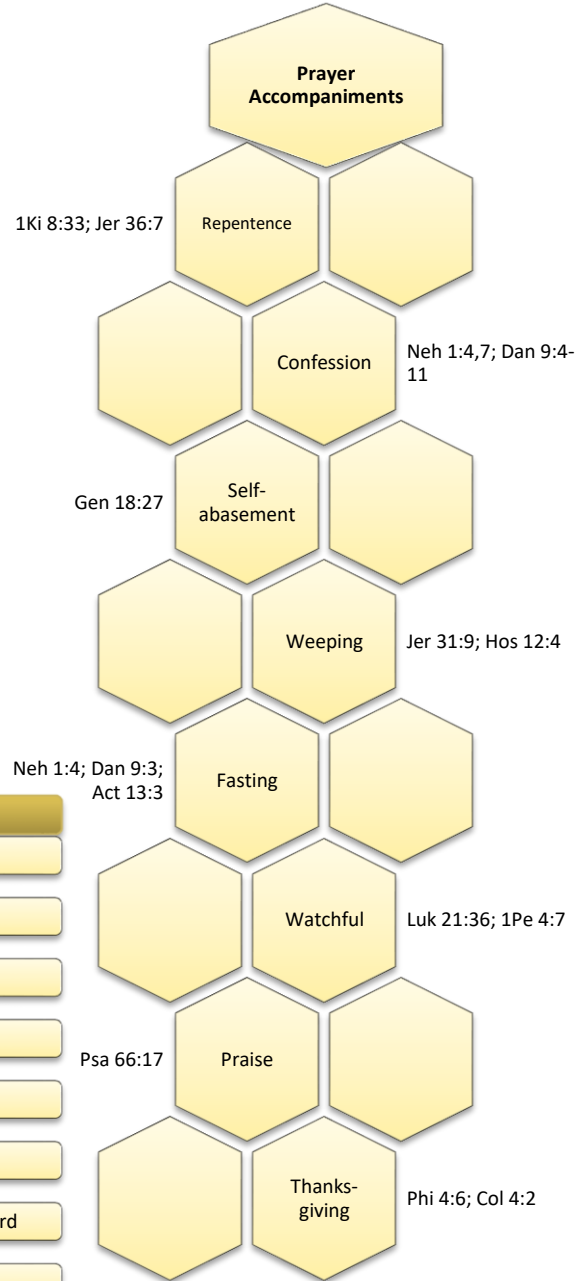 Prayer
Accompaniments
1Ki 8:33; Jer 36:7
Repentence
Confession
Neh 1:4,7; Dan 9:4-
11
Gen 18:27
Self-
abasement
Weeping
Jer 31:9; Hos 12:4
Neh 1:4; Dan 9:3;
Act 13:3
Fasting
Watchful
Luk 21:36; 1Pe 4:7
Psa 66:17
Praise
Thanks-
giving
Phi 4:6; Col 4:2
rd